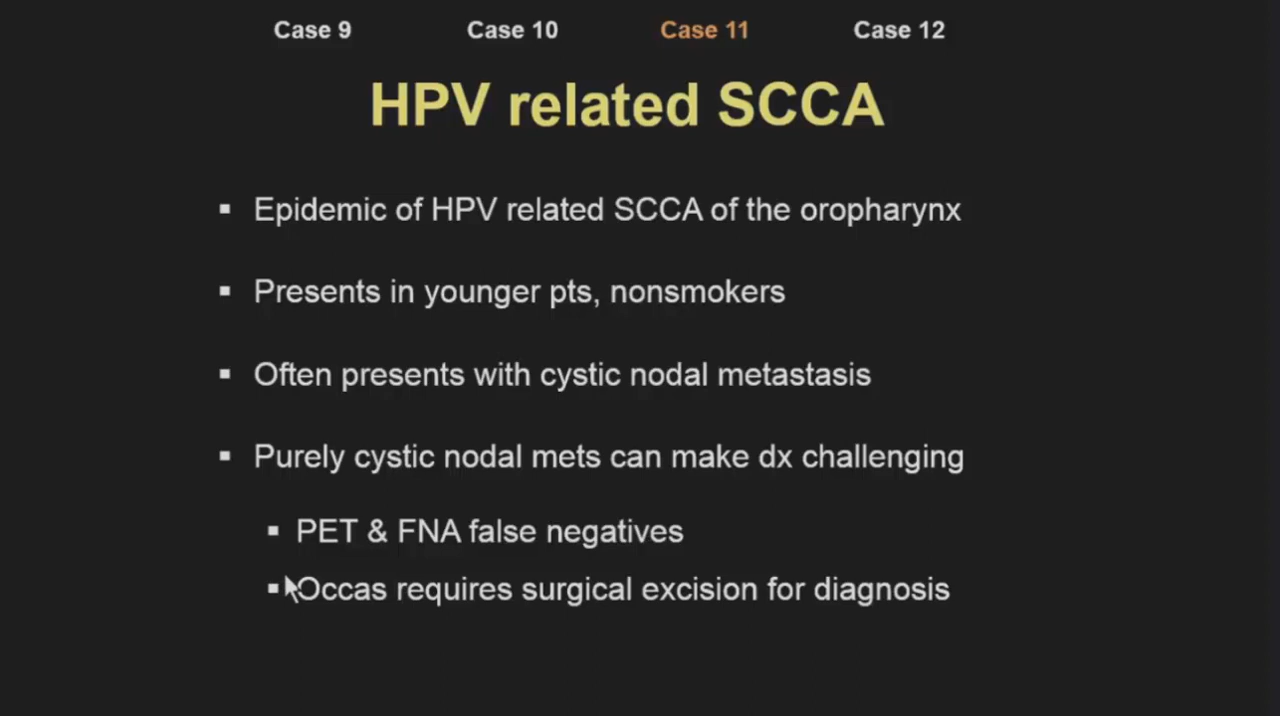 Case 9 Case 10 Case 11 Case 12
HPV related SCCA
▪ Epidemic of HPV related SCCA of the oropharynx
▪ Presents in younger pts, nonsmokers
▪ Often presents with cystic nodal metastasis
▪ Purely cystic nodal mets can make dx challenging
▪ PET & FNA false negatives
▪ Occas requires surgical excision for diagnosis